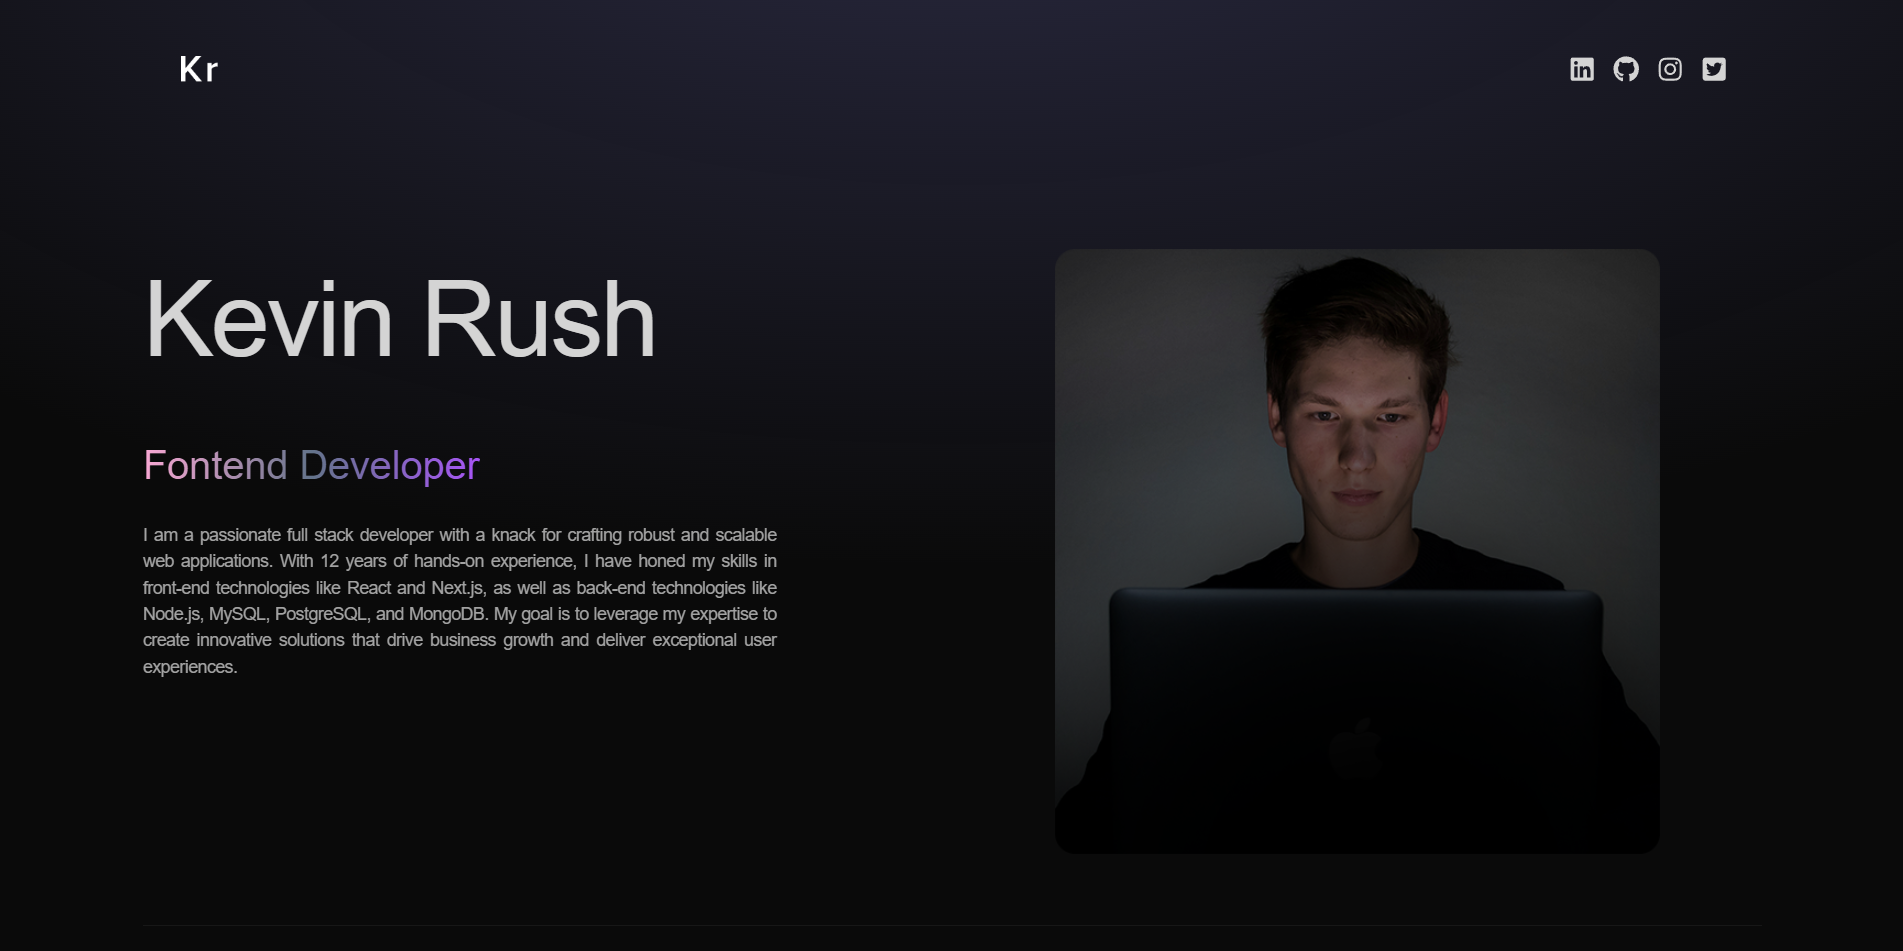 Kr
Kevin Rush
Fontend Developer
I am a passionate full stack developer with a knack for crafting robust and scalable
web applications. With 12 years of hands-on experience, I have honed my skills in
front-end technologies like React and Next.js, as well as back-end technologies like
Node.js, MySQL, PostgreSQL, and MongoDB. My goal is to leverage my expertise to
create innovative solutions that drive business growth and deliver exceptional user
experiences.